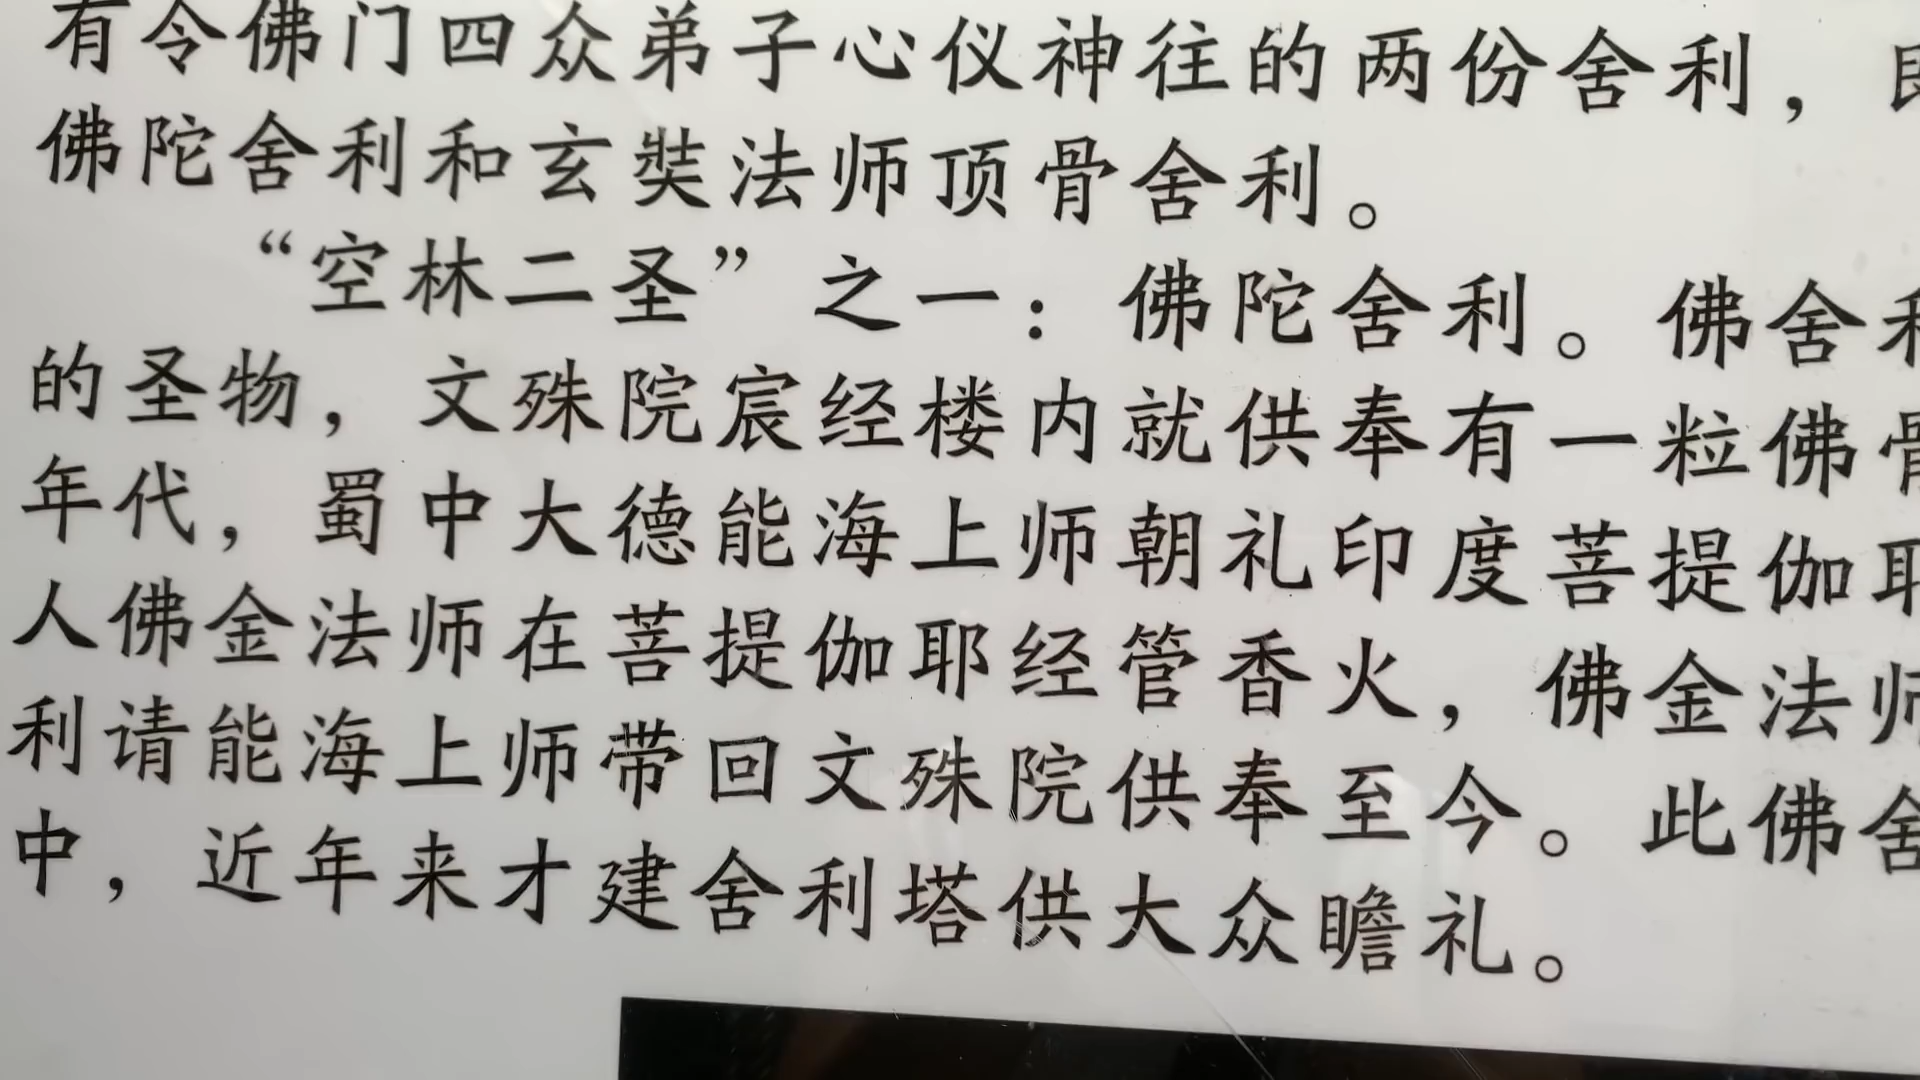 有令佛门四众弟子心仪神往的两份舍利，
佛陀舍利和玄奘法师顶骨舍利。
“空林二圣”之一：佛陀舍利。佛舍利
的圣物，文殊院宸经楼内就供奉有一粒佛骨
年代，蜀中大德能海上师朝礼印度菩提伽耶
人佛金法师在菩提伽耶经管香火，佛金法师
利请能海上师带回文殊院供奉至今。此佛舍
中，近年来才建舍利塔供大众瞻礼。